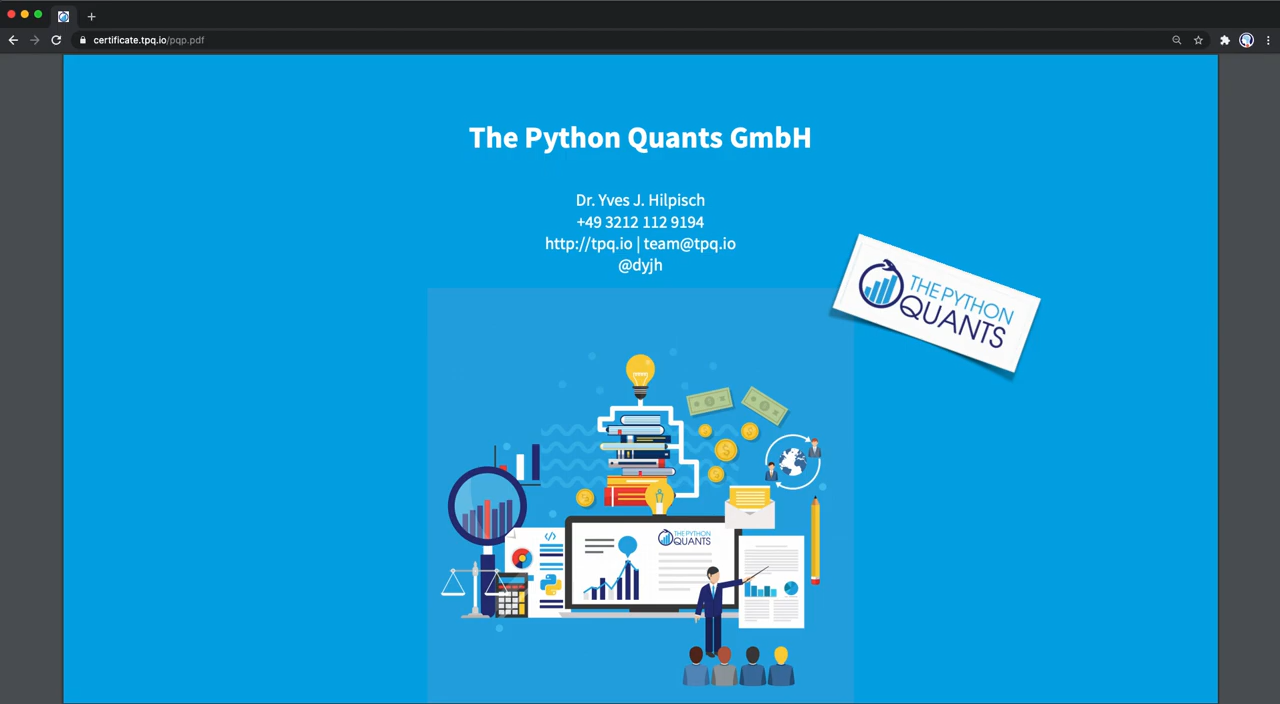 certificate.tpq.io/pqp.pdf
The Python Quants GmbH
Dr. Yves J. Hilpisch
+49 3212 112 9194
http://tpq.io | team@tpq.io
@dyjh
THE PYTHON
QUANTS
</>
THE PYTHON
QUANTS